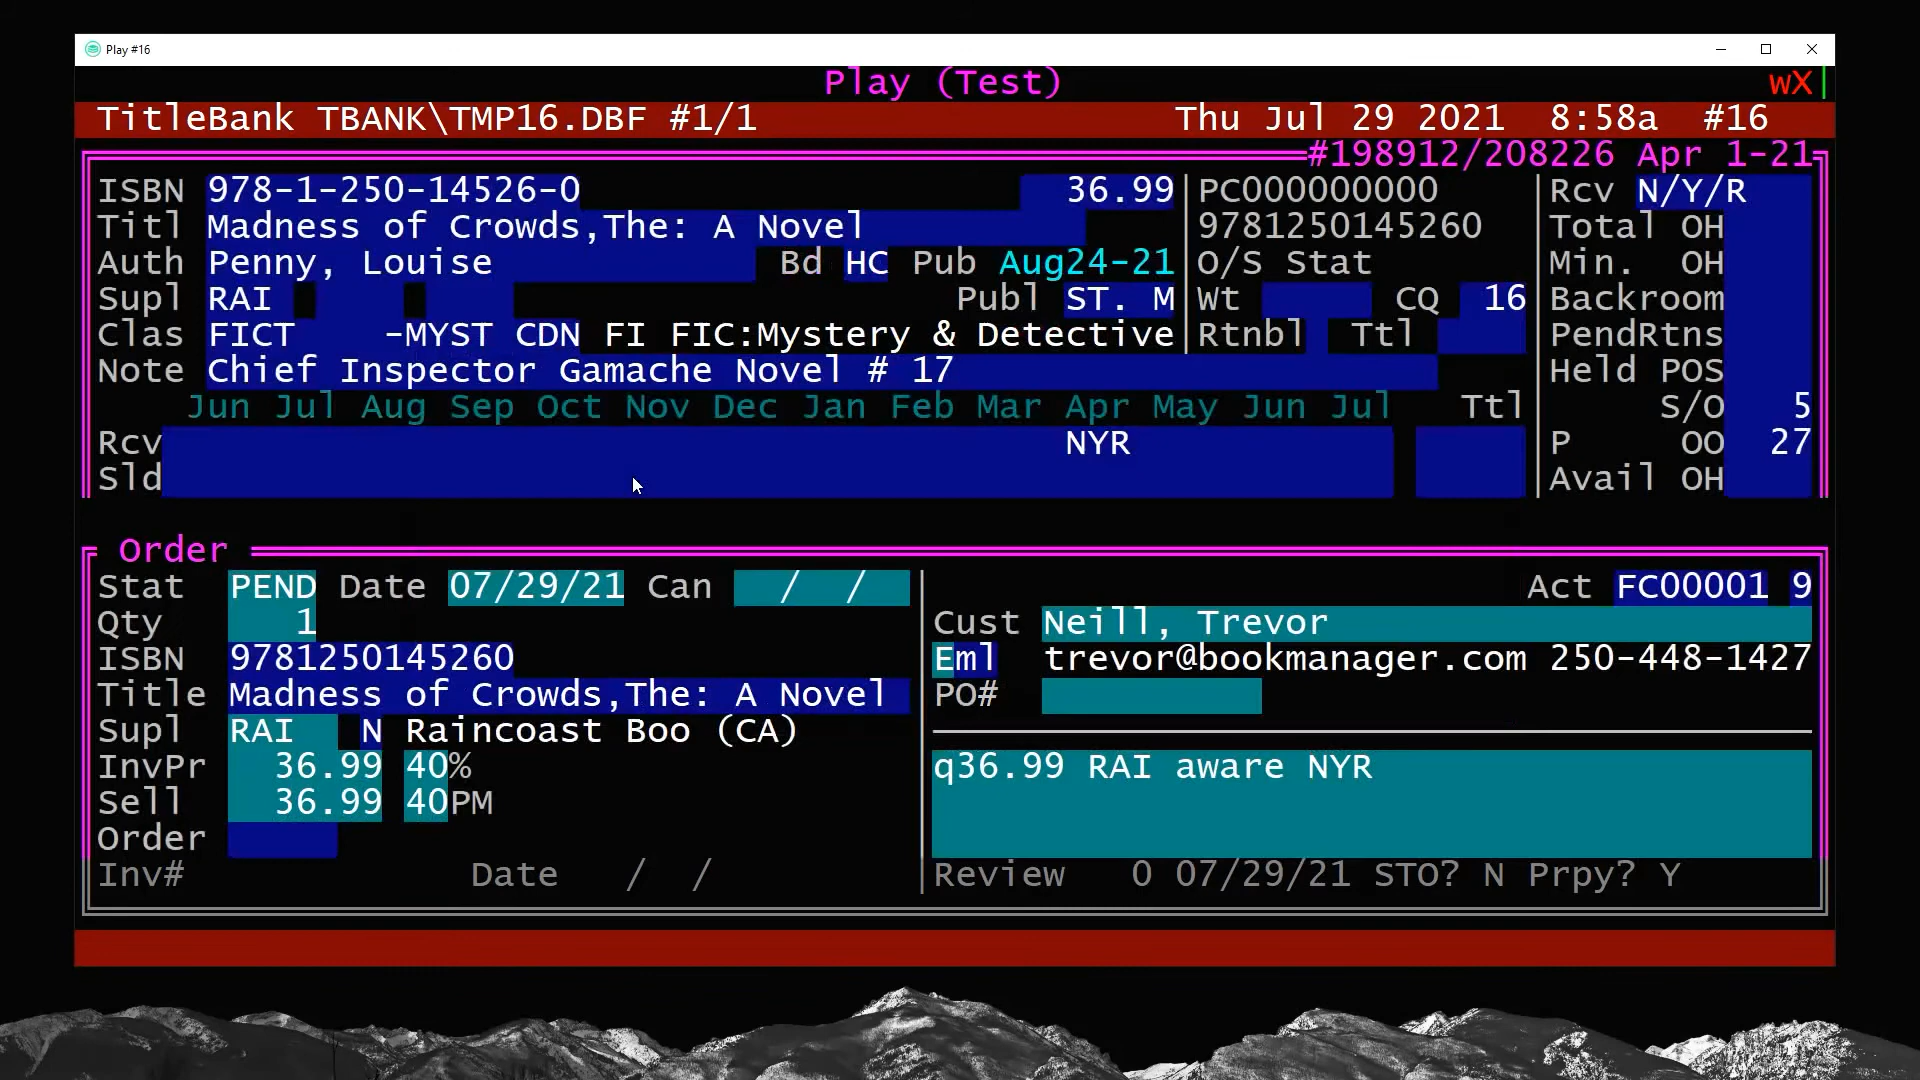 Play #16
Play (Test) wX
TitleBank TBANK\TMP16.DBF #1/1 Thu Jul 29 2021 8:58a #16
#198912/208226 Apr 1-21
ISBN 978-1-250-14526-0 36.99 PC000000000 Rcv N/Y/R
Titl Madness of Crowds,The: A Novel 9781250145260 Total OH
Auth Penny, Louise Bd HC Pub Aug24-21 O/S Stat Min. OH
Supl RAI Publ ST. M Wt CQ 16 Backroom
Clas FICT -MYST CDN FI FIC:Mystery & Detective Rtnbl Ttl PendRtns
Note Chief Inspector Gamache Novel # 17 Held POS
Jun Jul Aug Sep Oct Nov Dec Jan Feb Mar Apr May Jun Jul Ttl S/O 5
Rcv NYR P OO 27
Sld Avail OH
Order
Stat PEND Date 07/29/21 Can / / Act FC00001 9
Qty 1 Cust Neill, Trevor
ISBN 9781250145260 Eml trevor@bookmanager.com 250-448-1427
Title Madness of Crowds,The: A Novel PO#
Supl RAI N Raincoast Boo (CA)
InvPr 36.99 40% q36.99 RAI aware NYR
Sell 36.99 40PM
Order
Inv# Date / / Review 0 07/29/21 STO? N Prpy? Y